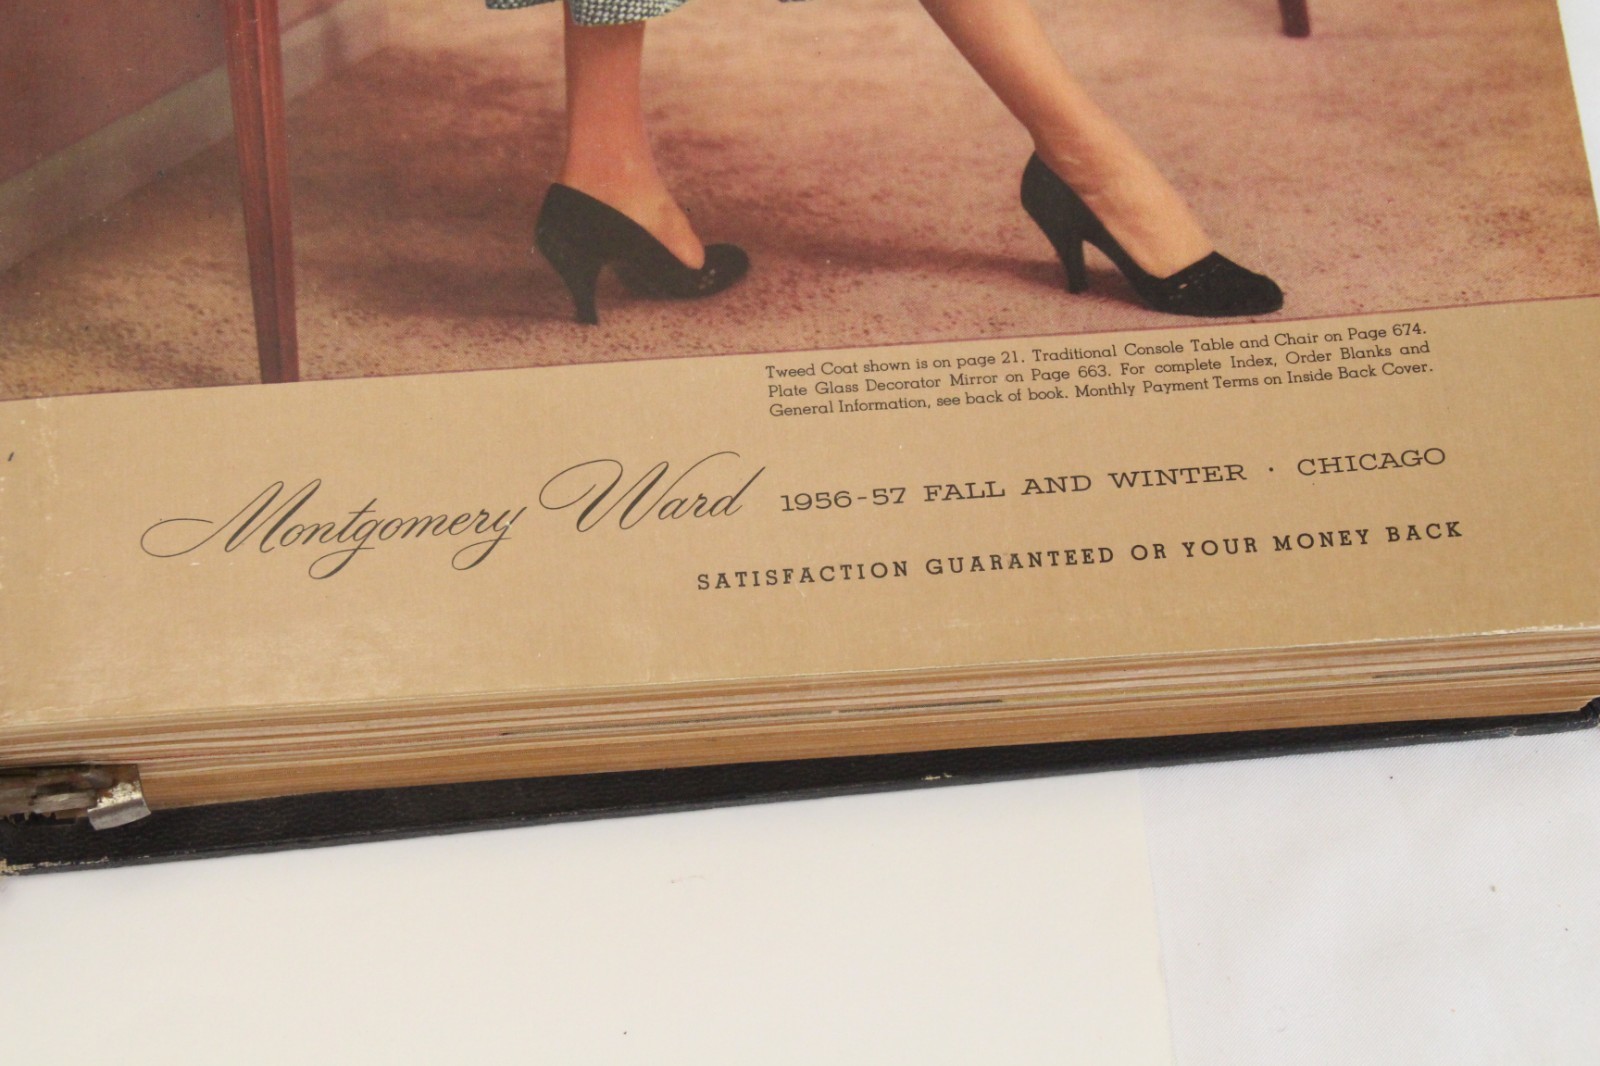 Tweed Coat shown is on page 21. Traditional Console Table and Chair on Page 674.
Plate Glass Decorator Mirror on Page 663. For complete Index, Order Blanks and
General Information, see back of book. Monthly Payment Terms on Inside Back Cover.
Montgomery Ward 1956-57 FALL AND WINTER · CHICAGO
SATISFACTION GUARANTEED OR YOUR MONEY BACK